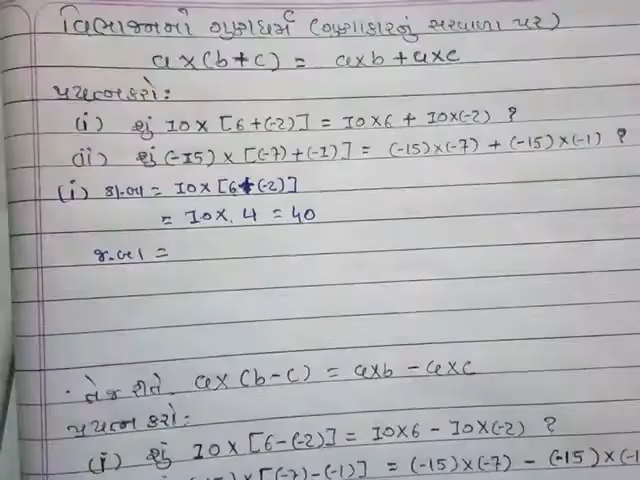 વિભાજનનો ગુણધર્મ (ગુણાકારનું સરવાળા પર)
a×(b+c) = a×b+a×c
પ્રયત્ન કરો:
(i) શું 10×[6+(-2)] = 10×6 + 10×(-2) ?
(ii) શું (-15)×[(-7)+(-1)] = (-15)×(-7) + (-15)×(-1) ?
(i) ડા.બા = 10×[6+(-2)]
= 10×4 = 40
જ.બા =
· તે જ રીતે a×(b-c) = a×b - a×c
પ્રયત્ન કરો:
(i) શું 10×[6-(-2)] = 10×6 - 10×(-2) ?
×[(-7)-(-1)] = (-15)×(-7) - (-15)×(-1